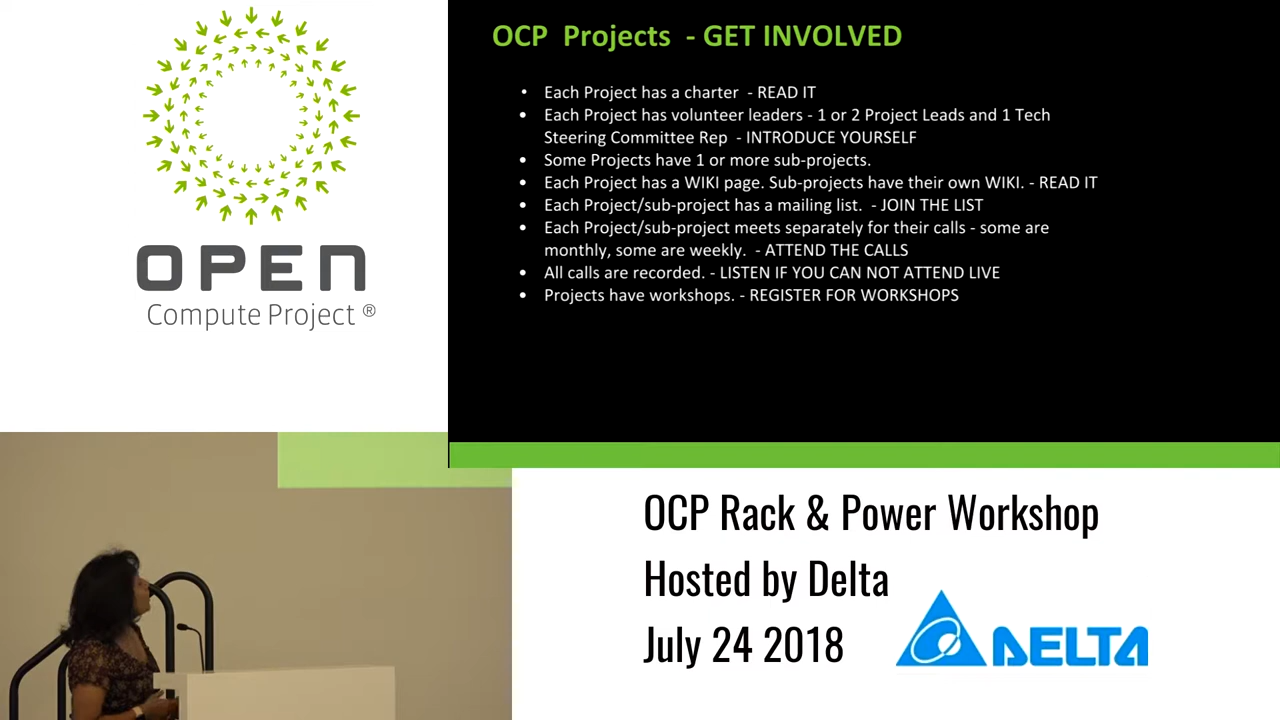 OPEN
Compute Project ®
OCP Projects - GET INVOLVED
• Each Project has a charter - READ IT
• Each Project has volunteer leaders - 1 or 2 Project Leads and 1 Tech
Steering Committee Rep - INTRODUCE YOURSELF
• Some Projects have 1 or more sub-projects.
• Each Project has a WIKI page. Sub-projects have their own WIKI. - READ IT
• Each Project/sub-project has a mailing list. - JOIN THE LIST
• Each Project/sub-project meets separately for their calls - some are
monthly, some are weekly. - ATTEND THE CALLS
• All calls are recorded. - LISTEN IF YOU CAN NOT ATTEND LIVE
• Projects have workshops. - REGISTER FOR WORKSHOPS
OCP Rack & Power Workshop
Hosted by Delta
July 24 2018
DELTA